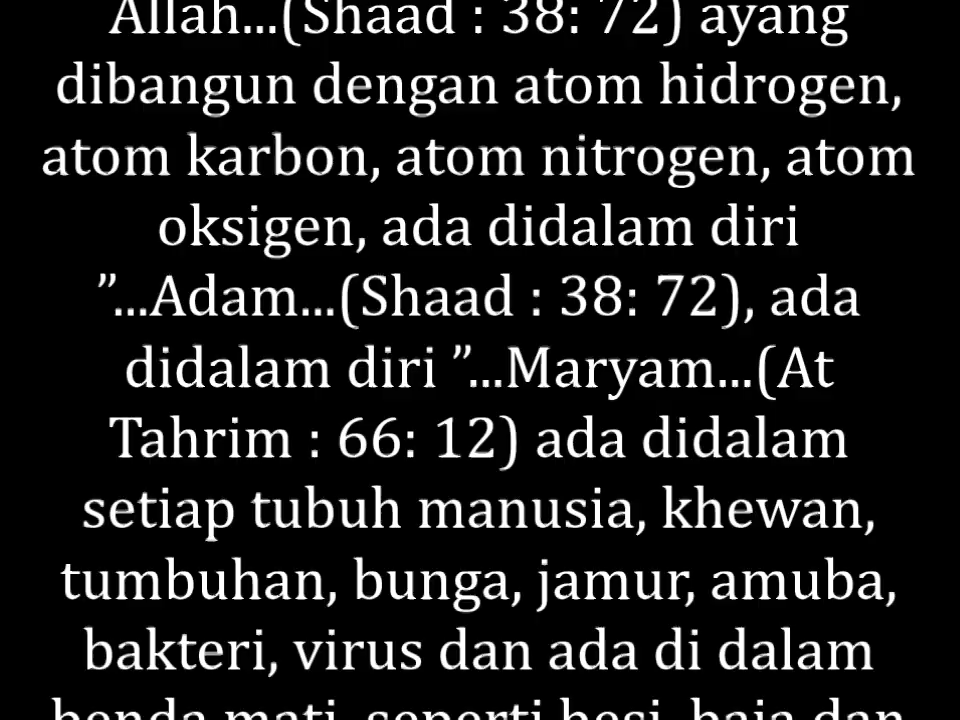 Allah...(Shaad : 38: 72) ayang
dibangun dengan atom hidrogen,
atom karbon, atom nitrogen, atom
oksigen, ada didalam diri
”...Adam...(Shaad : 38: 72), ada
didalam diri ”...Maryam...(At
Tahrim : 66: 12) ada didalam
setiap tubuh manusia, khewan,
tumbuhan, bunga, jamur, amuba,
bakteri, virus dan ada di dalam
benda mati, seperti besi, baja dan